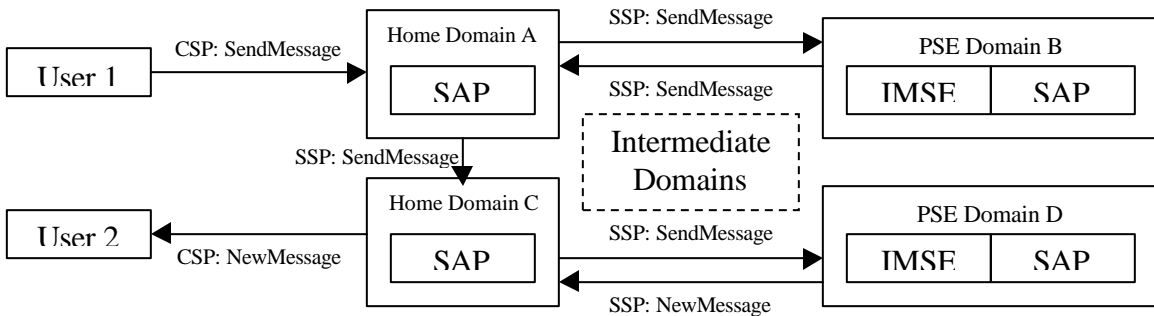 SSP: SendMessage
Home Domain A
CSP: SendMessage
PSE Domain B
User 1
SAP
SSP: SendMessage
IMSE SAP
Intermediate
Domains
SSP: SendMessage
Home Domain C
PSE Domain D
User 2
SSP: SendMessage
CSP: NewMessage
SAP
IMSE SAP
SSP: NewMessage